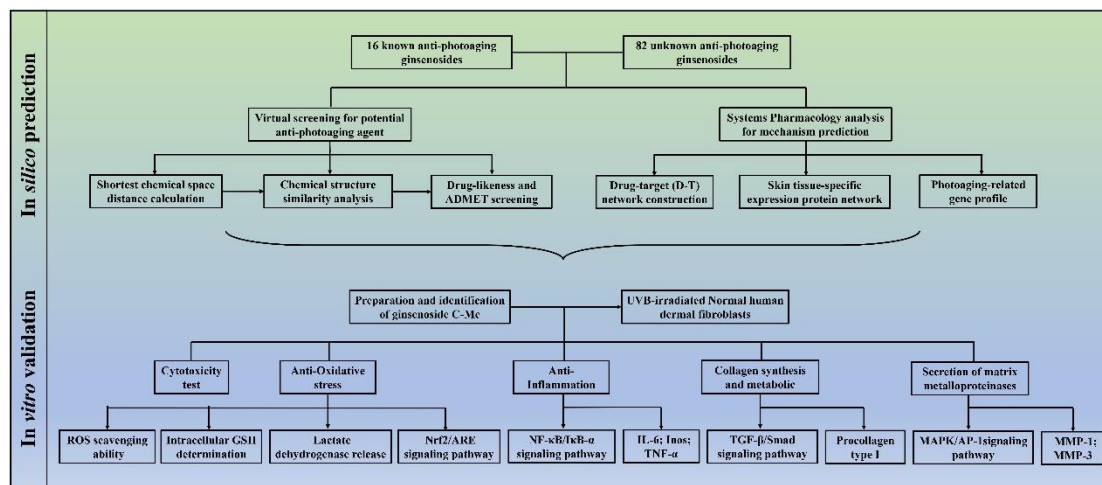 In silico prediction
16 known anti-photoaging
ginsenosides
82 unknown anti-photoaging
ginsenosides
Virtual screening for potential
anti-photoaging agent
Systems Pharmacology analysis
for mechanism prediction
Shortest chemical space
distance calculation
Chemical structure
similarity analysis
Drug-likeness and
ADMET screening
Drug-target (D-T)
network construction
Skin tissue-specific
expression protein network
Photoaging-related
gene profile
In vitro validation
Preparation and identification
of ginsenoside C-Mc
UVB-irradiated Normal human
dermal fibroblasts
Cytotoxicity
test
Anti-Oxidative
stress
Anti-
Inflammation
Collagen synthesis
and metabolic
Secretion of matrix
metalloproteinases
ROS scavenging
ability
Intracellular GSH
determination
Lactate
dehydrogenase release
Nrf2/ARE
signaling pathway
NF-κB/IκB-α
signaling pathway
IL-6; Inos;
TNF-α
TGF-β/Smad
signaling pathway
Procollagen
type I
MAPK/AP-1signaling
pathway
MMP-1;
MMP-3